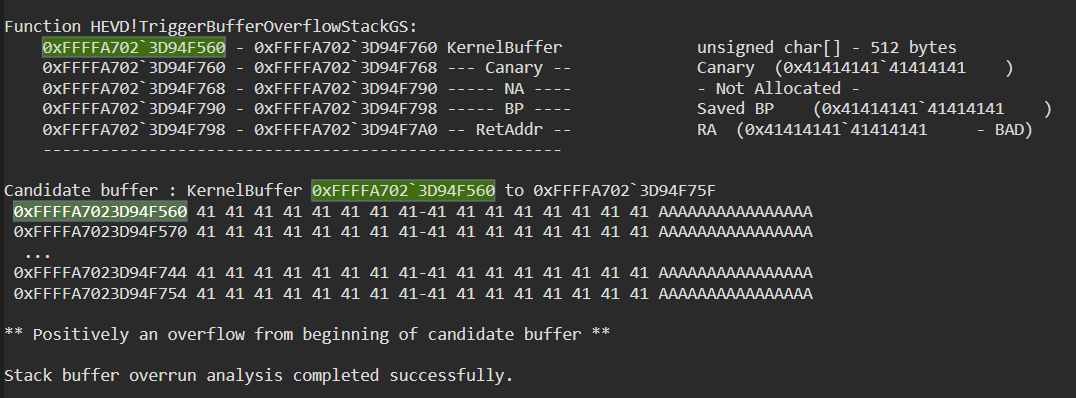 Function HEVD!TriggerBufferOverflowStackGS:
0xFFFFA702`3D94F560 - 0xFFFFA702`3D94F760 KernelBuffer unsigned char[] - 512 bytes
0xFFFFA702`3D94F760 - 0xFFFFA702`3D94F768 --- Canary -- Canary (0x41414141`41414141 )
0xFFFFA702`3D94F768 - 0xFFFFA702`3D94F790 ----- NA ---- - Not Allocated -
0xFFFFA702`3D94F790 - 0xFFFFA702`3D94F798 ----- BP ---- Saved BP (0x41414141`41414141 )
0xFFFFA702`3D94F798 - 0xFFFFA702`3D94F7A0 -- RetAddr -- RA (0x41414141`41414141 - BAD)
------------------------------------------------------
Candidate buffer : KernelBuffer 0xFFFFA702`3D94F560 to 0xFFFFA702`3D94F75F
0xFFFFA7023D94F560 41 41 41 41 41 41 41 41-41 41 41 41 41 41 41 41 AAAAAAAAAAAAAAAA
0xFFFFA7023D94F570 41 41 41 41 41 41 41 41-41 41 41 41 41 41 41 41 AAAAAAAAAAAAAAAA
...
0xFFFFA7023D94F744 41 41 41 41 41 41 41 41-41 41 41 41 41 41 41 41 AAAAAAAAAAAAAAAA
0xFFFFA7023D94F754 41 41 41 41 41 41 41 41-41 41 41 41 41 41 41 41 AAAAAAAAAAAAAAAA
** Positively an overflow from beginning of candidate buffer **
Stack buffer overrun analysis completed successfully.